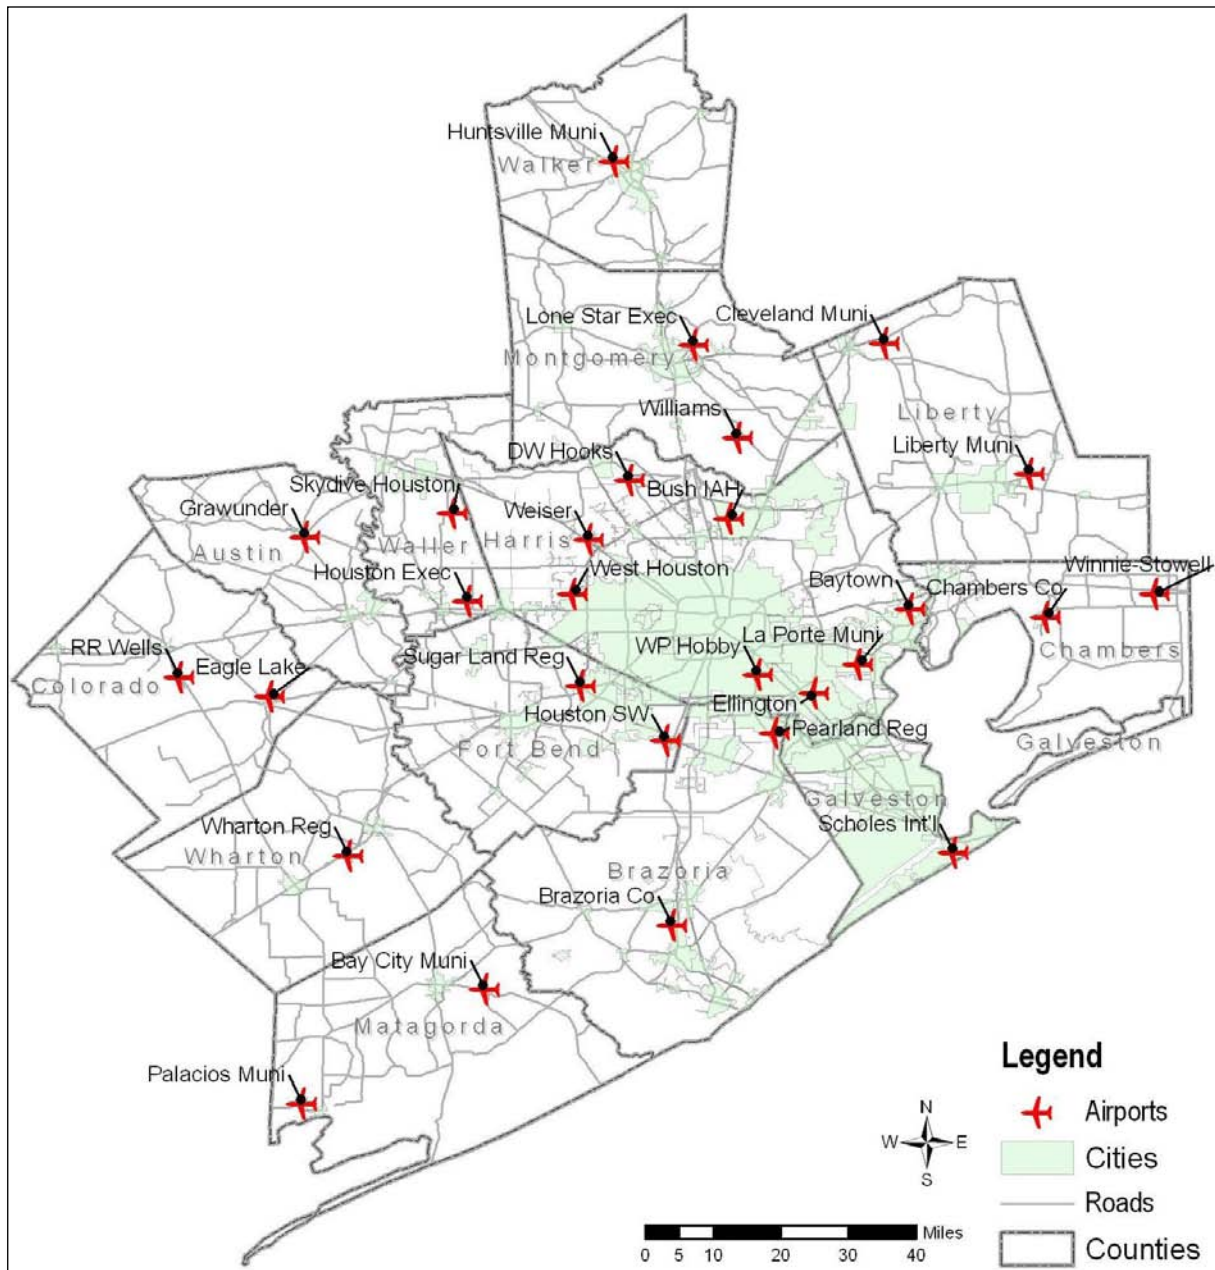 Huntsville Muni
Walker
Lone Star Exec
Cleveland Muni
Montgomery
Williams
Liberty
Liberty Muni
DW Hooks
Skydive Houston
Bush IAH
Grawunder
Weiser
Austin
Waller
Harris
Houston Exec
West Houston
Baytown
Chambers Co
Winnie-Stowell
RR Wells
Eagle Lake
Colorado
Sugar Land Reg
WP Hobby
La Porte Muni
Chambers
Ellington
Houston SW
Pearland Reg
Fort Bend
Galveston
Galveston
Scholes Int'l
Wharton Reg
Wharton
Brazoria
Brazoria Co
Bay City Muni
Matagorda
Palacios Muni
Legend
Airports
Cities
Roads
Counties
N
W E
S
Miles
0 5 10 20 30 40